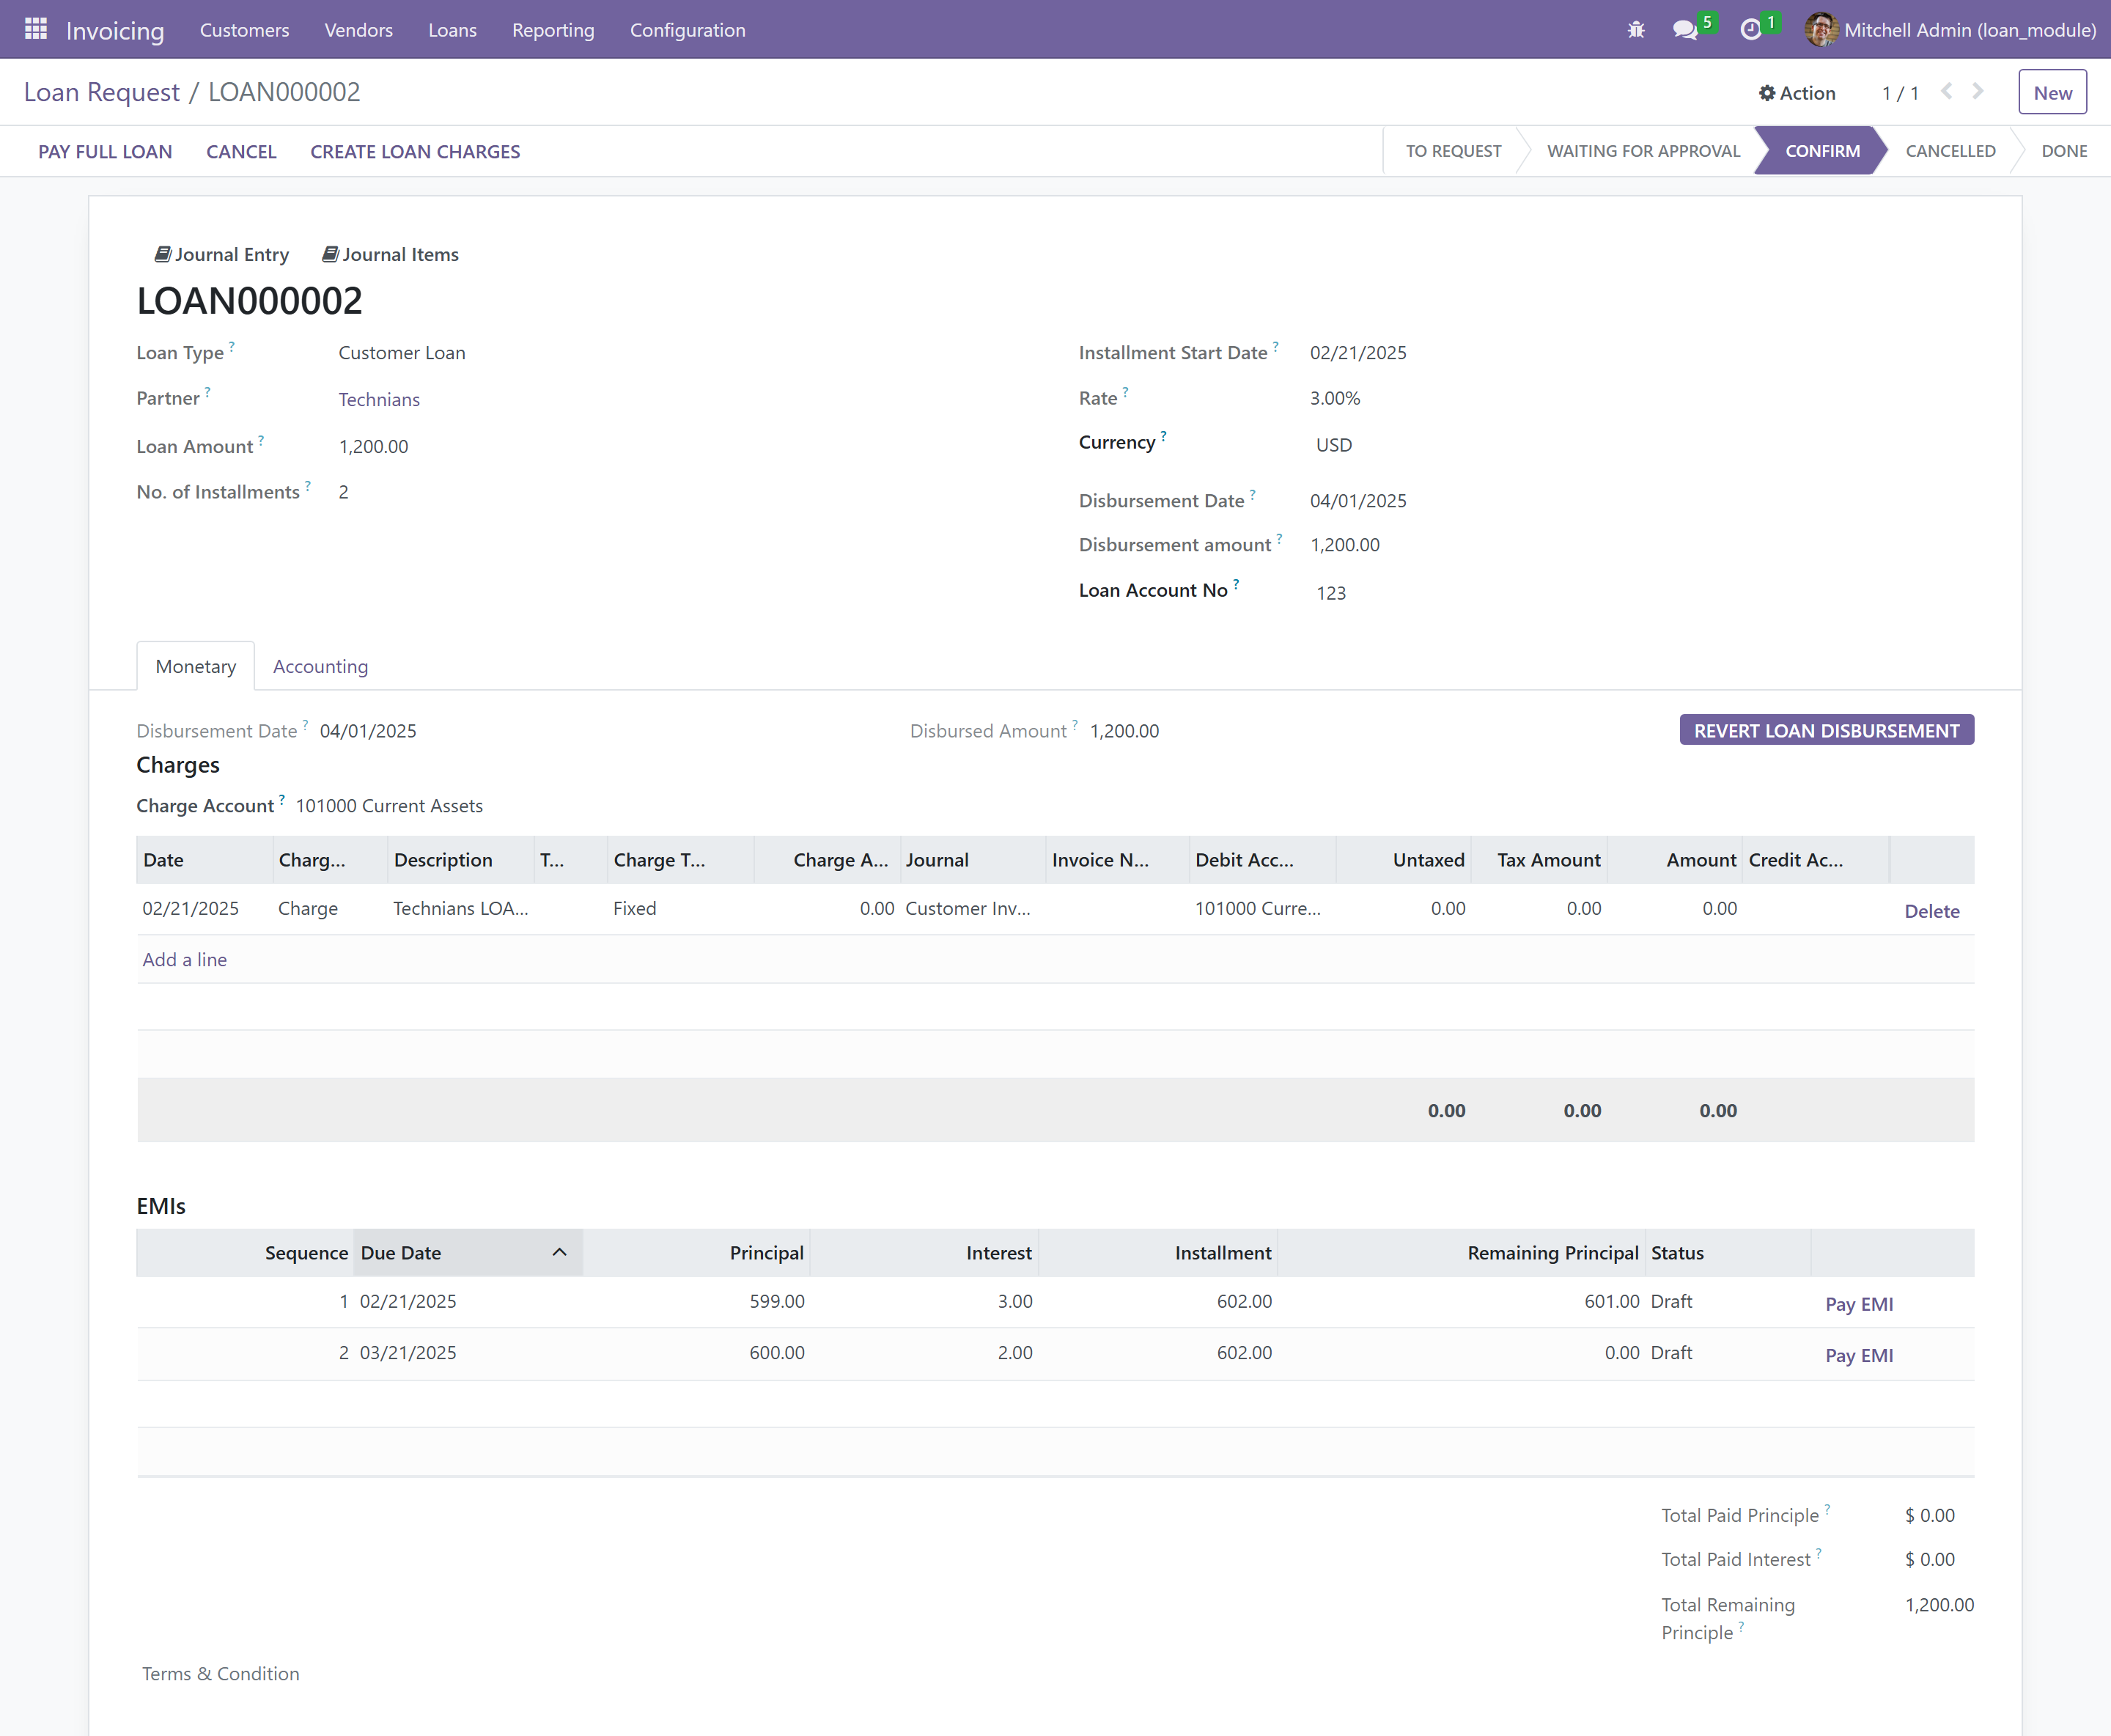 Invoicing Customers Vendors Loans Reporting Configuration 5 1 Mitchell Admin (loan_module)
Loan Request / LOAN000002 Action 1 / 1 New
PAY FULL LOAN CANCEL CREATE LOAN CHARGES TO REQUEST WAITING FOR APPROVAL CONFIRM CANCELLED DONE
Journal Entry Journal Items
LOAN000002
Loan Type ? Customer Loan Installment Start Date ? 02/21/2025
Partner ? Technians Rate ? 3.00%
Loan Amount ? 1,200.00 Currency ? USD
No. of Installments ? 2 Disbursement Date ? 04/01/2025
Disbursement amount ? 1,200.00
Loan Account No ? 123
Monetary Accounting
Disbursement Date ? 04/01/2025 Disbursed Amount ? 1,200.00 REVERT LOAN DISBURSEMENT
Charges
Charge Account ? 101000 Current Assets
Date Charg... Description T... Charge T... Charge A... Journal Invoice N... Debit Acc... Untaxed Tax Amount Amount Credit Ac...
02/21/2025 Charge Technians LOA... Fixed 0.00 Customer Inv... 101000 Curre... 0.00 0.00 0.00 Delete
Add a line
0.00 0.00 0.00
EMIs
Sequence Due Date Principal Interest Installment Remaining Principal Status
1 02/21/2025 599.00 3.00 602.00 601.00 Draft Pay EMI
2 03/21/2025 600.00 2.00 602.00 0.00 Draft Pay EMI
Total Paid Principle ? $ 0.00
Total Paid Interest ? $ 0.00
Total Remaining 1,200.00
Principle ?
Terms & Condition